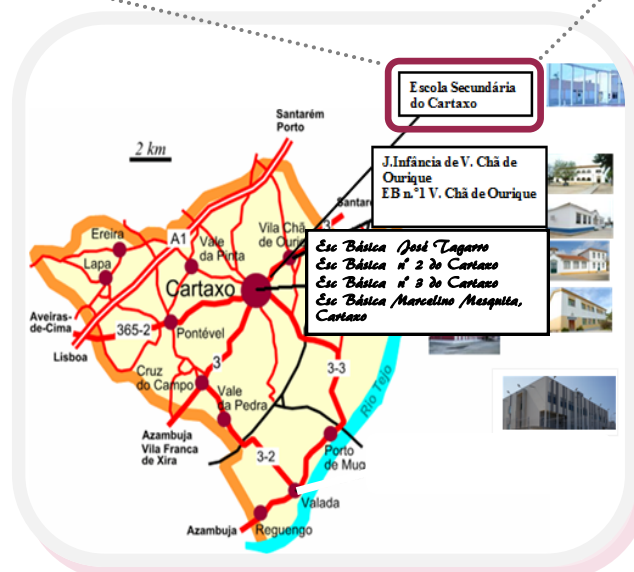 Escola Secundária
do Cartaxo
Santarém
Porto
2 km
J.Infância de V. Chã de
Ourique
EB n.º1 V. Chã de Ourique
Santar
3
Vila Chã
de Ouri
A1
Ereira
Vale
da Pinta
Lapa
Esc Básica José Tagarro
Esc Básica nº 2 do Cartaxo
Esc Básica nº 3 do Cartaxo
Esc Básica Marcelino Mesquita,
Cartaxo
Cartaxo
Aveiras-
de-Cima
365-2
Pontével
Lisboa
3
3-3
Cruz
do Campo
Vale
da Pedra
Rio Tejo
Azambuja
Vila Franca
de Xira
3-2
Porto
de Mug
Valada
Azambuja
Reguengo